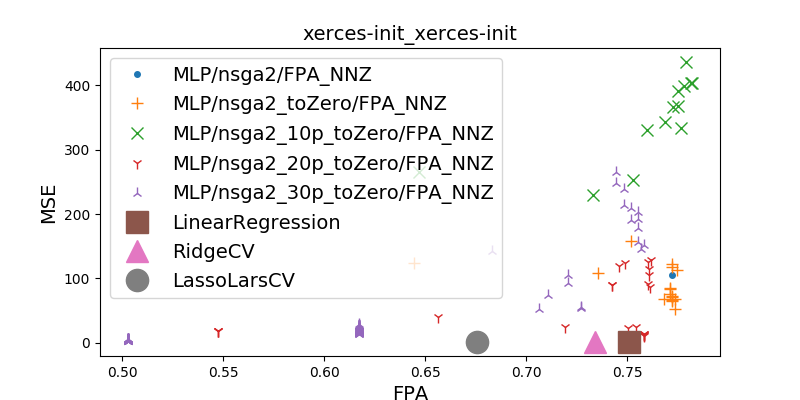 xerces-init_xerces-init
MLP/nsga2/FPA_NNZ
MLP/nsga2_toZero/FPA_NNZ
MLP/nsga2_10p_toZero/FPA_NNZ
MLP/nsga2_20p_toZero/FPA_NNZ
MLP/nsga2_30p_toZero/FPA_NNZ
LinearRegression
RidgeCV
LassoLarsCV
MSE
400
300
200
100
0
0.50 0.55 0.60 0.65 0.70 0.75
FPA